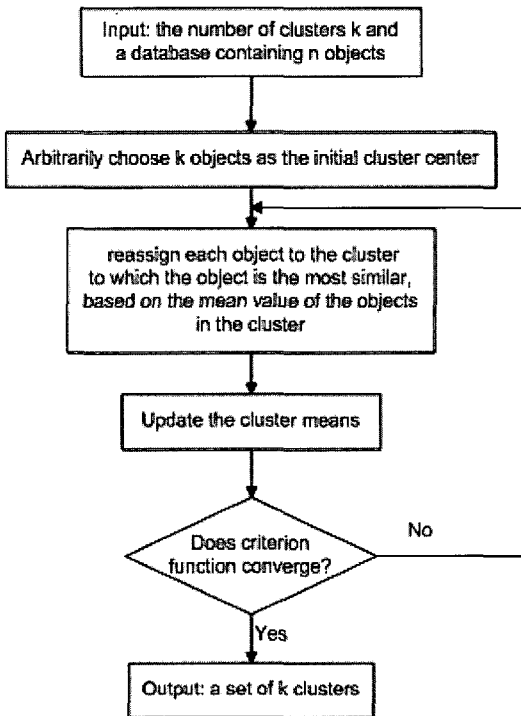 Input: the number of clusters k and
a database containing n objects
Arbitrarily choose k objects as the initial cluster center
reassign each object to the cluster
to which the object is the most similar,
based on the mean value of the objects
in the cluster
Update the cluster means
Does criterion
function converge?
No
Yes
Output: a set of k clusters